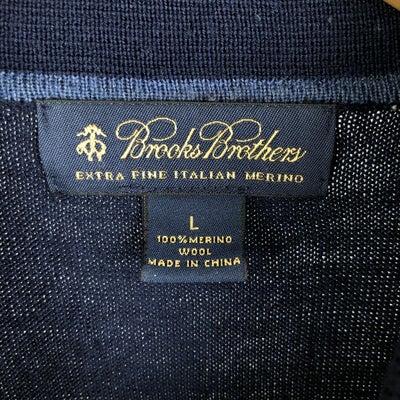 Brooks Brothers
EXTRA FINE ITALIAN MERINO
L
100% MERINO
WOOL
MADE IN CHINA